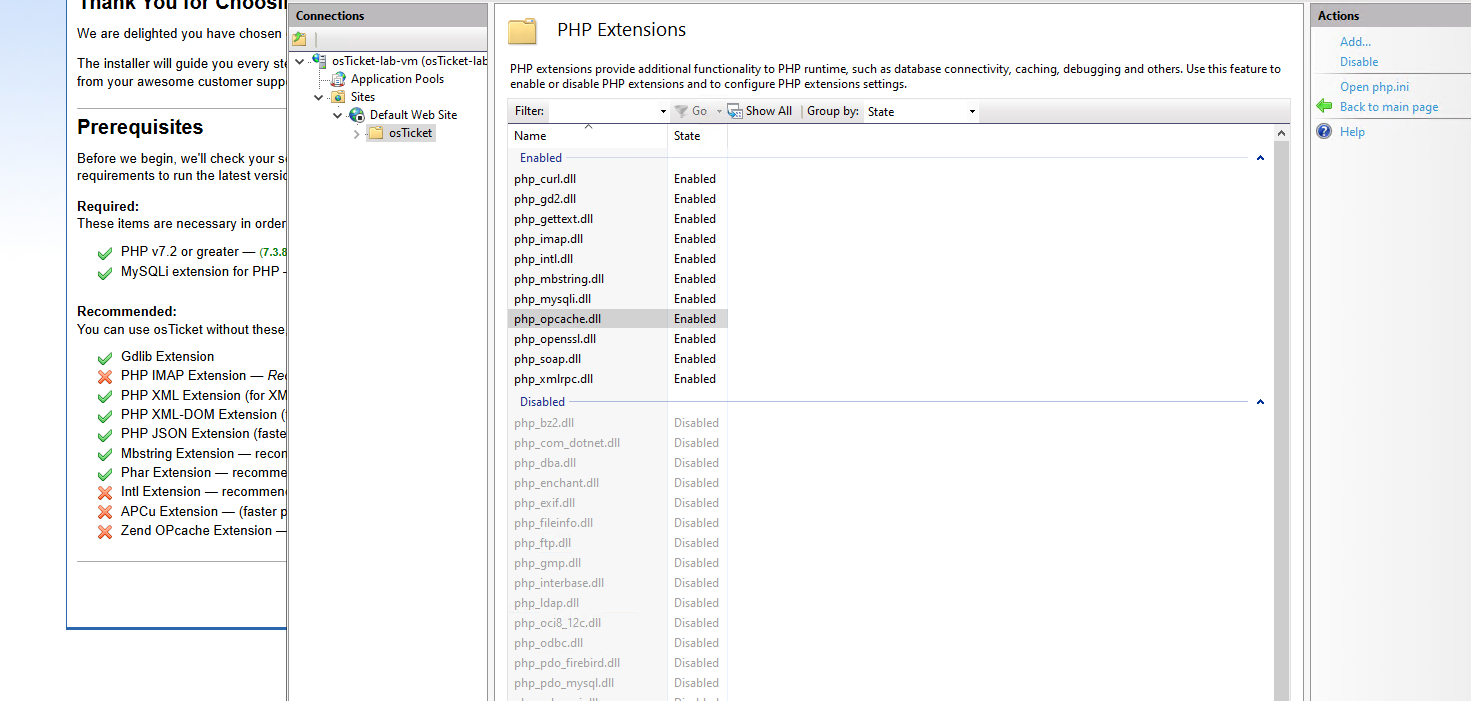 Thank You for Choosin
We are delighted you have chosen
The installer will guide you every ste
from your awesome customer supp
Prerequisites
Before we begin, we'll check your se
requirements to run the latest versio
Required:
These items are necessary in order
PHP v7.2 or greater — (7.3.8
MySQLi extension for PHP -
Recommended:
You can use osTicket without these
Gdlib Extension
PHP IMAP Extension — Rec
PHP XML Extension (for XM
PHP XML-DOM Extension (f
PHP JSON Extension (faste
Mbstring Extension — recon
Phar Extension — recomme
Intl Extension — recommen
APCu Extension — (faster p
Zend OPcache Extension —
Connections
osTicket-lab-vm (osTicket-lab
Application Pools
Sites
Default Web Site
osTicket
PHP Extensions
PHP extensions provide additional functionality to PHP runtime, such as database connectivity, caching, debugging and others. Use this feature to
enable or disable PHP extensions and to configure PHP extensions settings.
Filter: Go Show All Group by: State
Name State
Enabled
php_curl.dll Enabled
php_gd2.dll Enabled
php_gettext.dll Enabled
php_imap.dll Enabled
php_intl.dll Enabled
php_mbstring.dll Enabled
php_mysqli.dll Enabled
php_opcache.dll Enabled
php_openssl.dll Enabled
php_soap.dll Enabled
php_xmlrpc.dll Enabled
Disabled
php_bz2.dll Disabled
php_com_dotnet.dll Disabled
php_dba.dll Disabled
php_enchant.dll Disabled
php_exif.dll Disabled
php_fileinfo.dll Disabled
php_ftp.dll Disabled
php_gmp.dll Disabled
php_interbase.dll Disabled
php_ldap.dll Disabled
php_oci8_12c.dll Disabled
php_odbc.dll Disabled
php_pdo_firebird.dll Disabled
php_pdo_mysql.dll Disabled
Actions
Add...
Disable
Open php.ini
Back to main page
Help